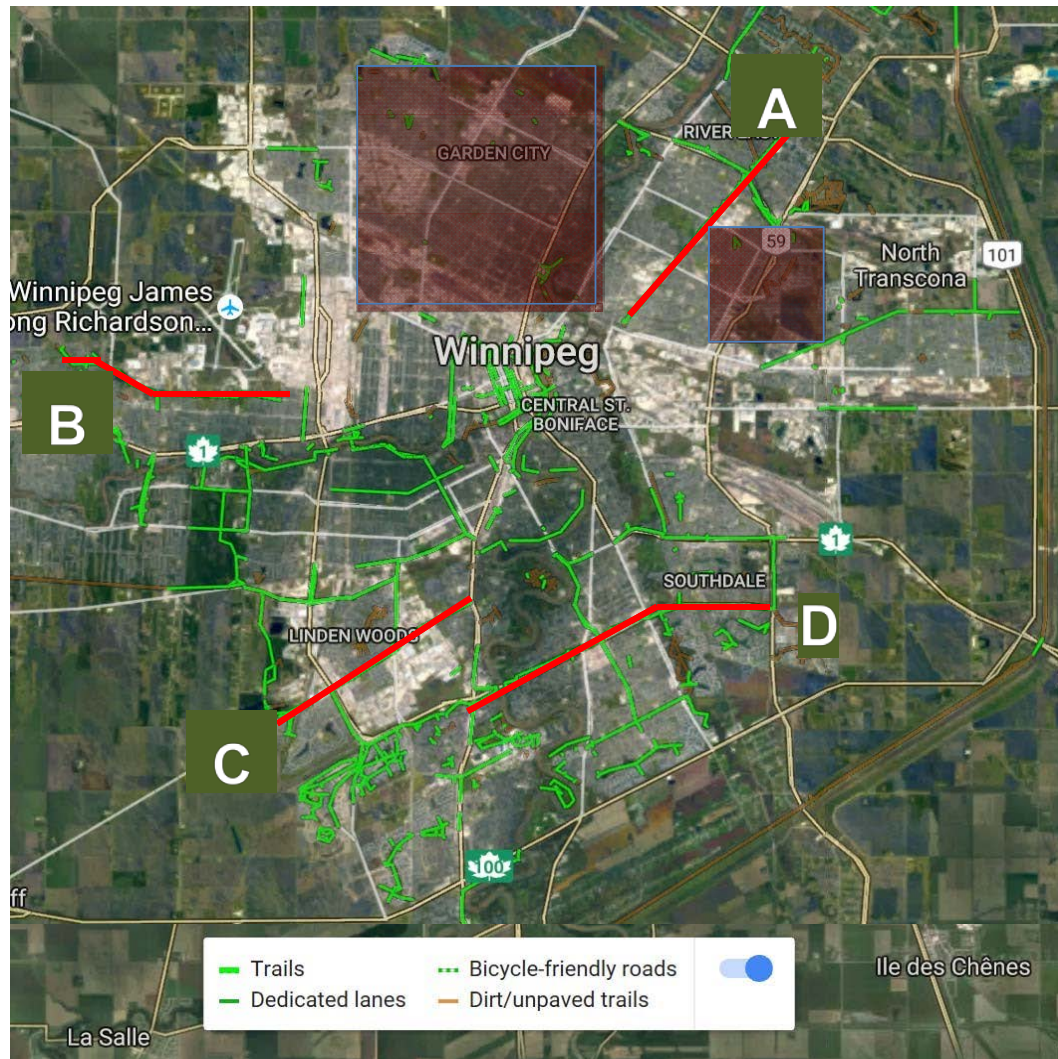 A
RIVER EAST
GARDEN CITY
59
North
Transcona
101
Winnipeg James
ong Richardson...
Winnipeg
B
CENTRAL ST.
BONIFACE
1
1
SOUTHDALE
D
LINDEN WOODS
C
100
ff
Trails
Bicycle-friendly roads
Dedicated lanes
Dirt/unpaved trails
Ile des Chênes
La Salle